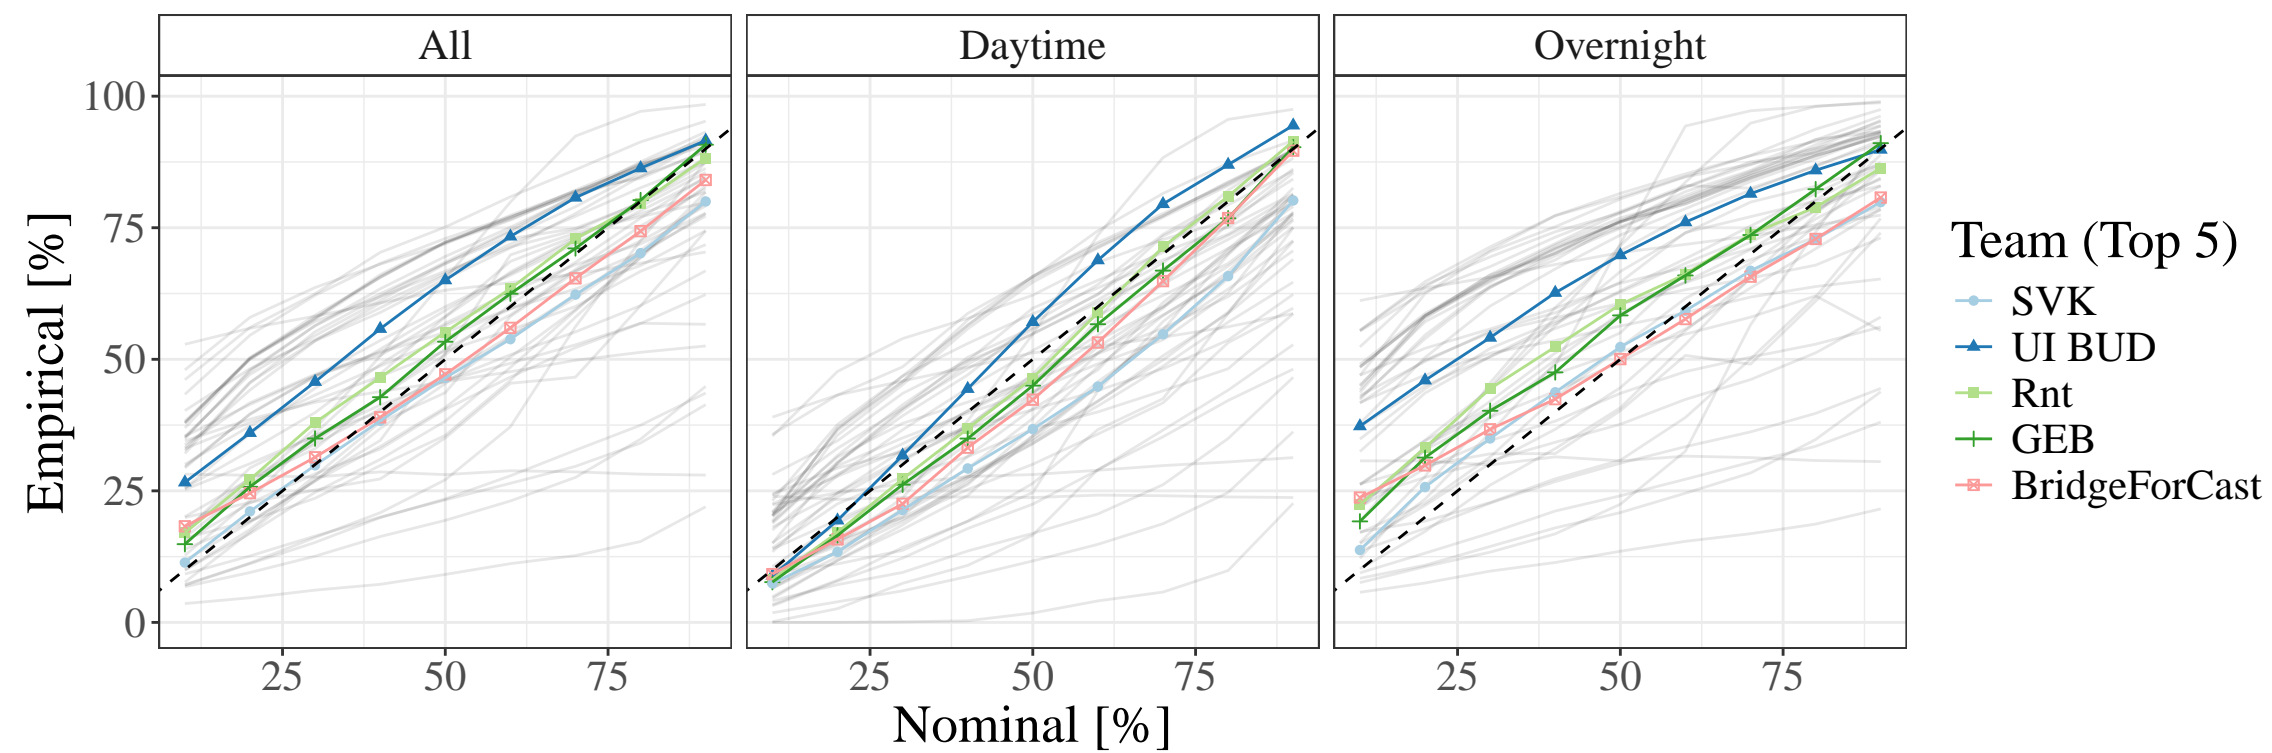 All Daytime Overnight
100
75
50
25
0
Empirical [%]
25 50 75 25 50 75 25 50 75
Nominal [%]
Team (Top 5)
SVK
UI BUD
Rnt
GEB
BridgeForCast